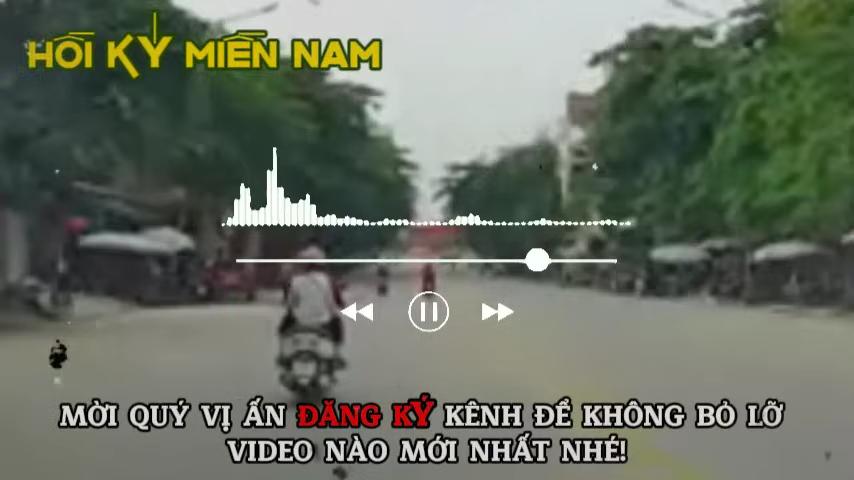 HỒI KÝ MIỀN NAM
MỜI QUÝ VỊ ẤN ĐĂNG KÝ KÊNH ĐỂ KHÔNG BỎ LỠ
VIDEO NÀO MỚI NHẤT NHÉ!